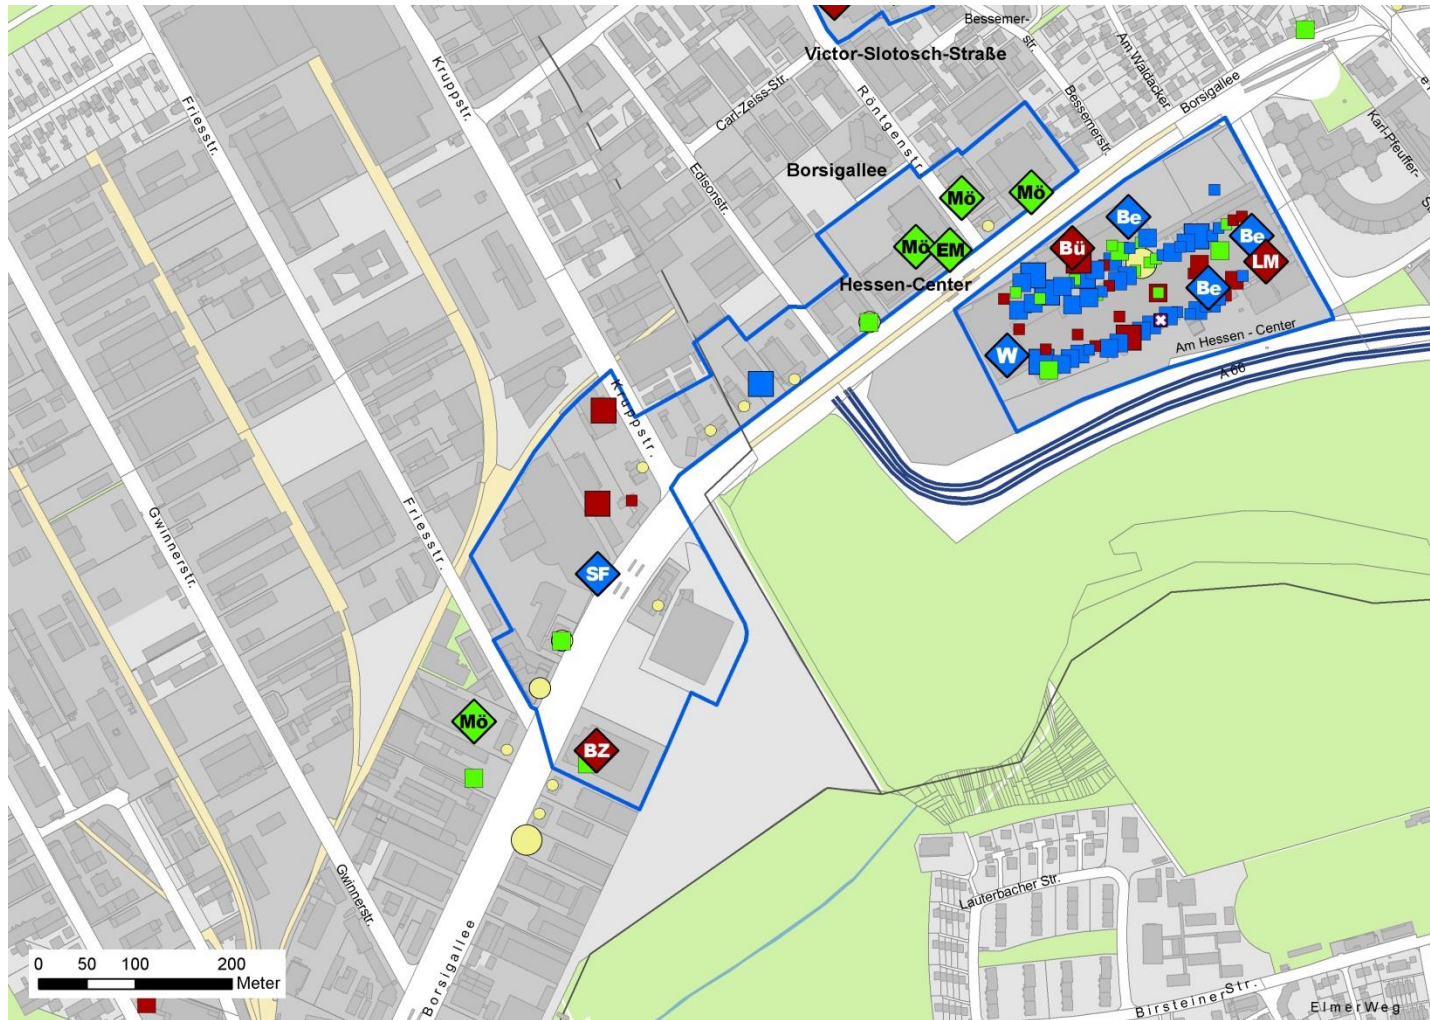 Bessemer-
str.
Victor-Slotosch-Straße
Kruppstr.
Friesstr.
Carl-Zeiss-Str.
Röntgenstr.
Bessemerstr.
Am Waldacker
Borsigallee
Karl-Pfeuffer-
Edisonstr.
Borsigallee
Mö
Mö
Mö
EM
Hessen-Center
Be
Bü
Be
LM
Be
W
Am Hessen - Center
A 66
Kruppstr.
Friesstr.
Gwinnerstr.
SF
Mö
BZ
Gwinnerstr.
Borsigallee
Lauterbacher Str.
Birsteiner Str.
Elmer Weg
0 50 100 200
Meter